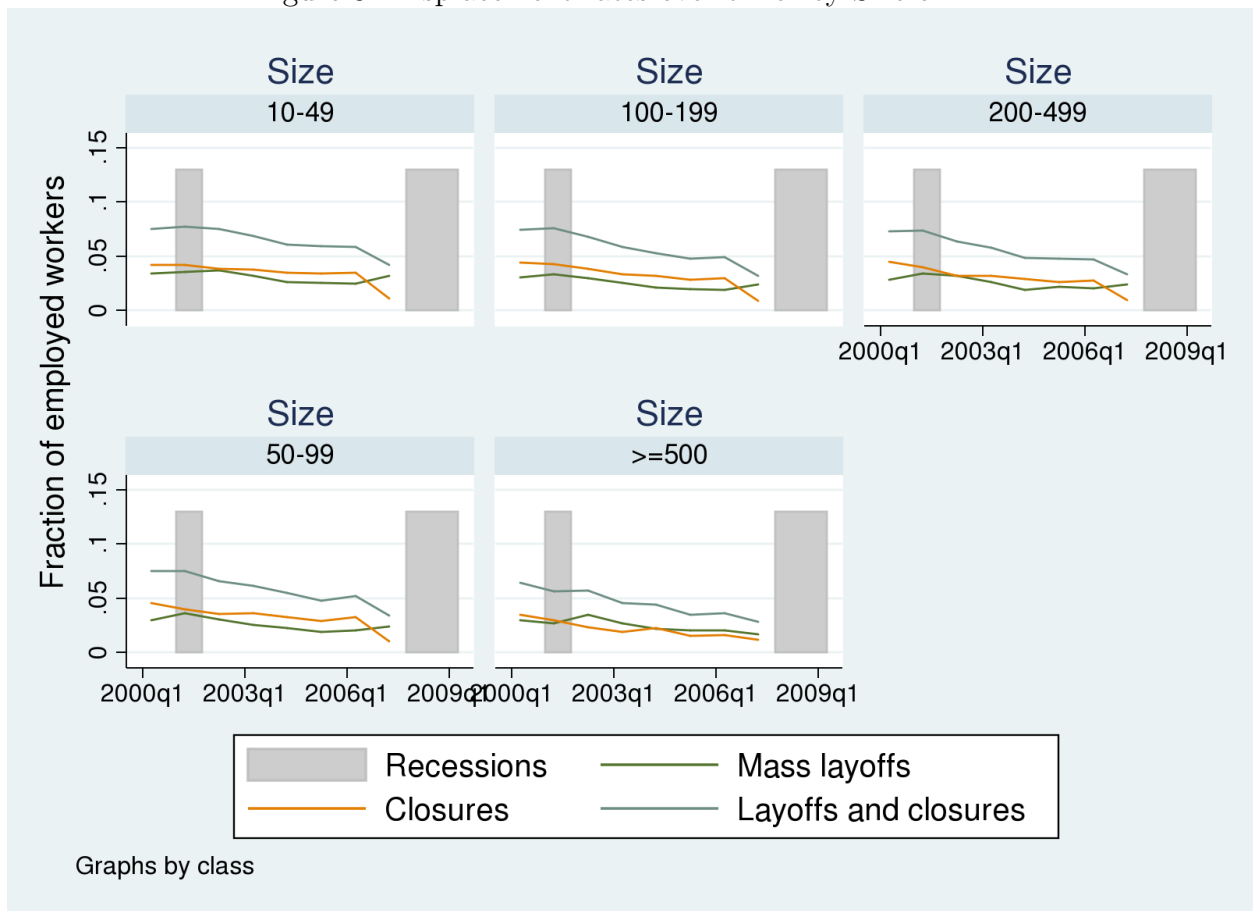 Size Size Size
10-49 100-199 200-499
.15
.1
.05
0
Fraction of employed workers
2000q1 2003q1 2006q1 2009q1
Size Size
50-99 >=500
.15
.1
.05
0
2000q1 2003q1 2006q1 2009q1 2000q1 2003q1 2006q1 2009q1
Recessions Mass layoffs
Closures Layoffs and closures
Graphs by class